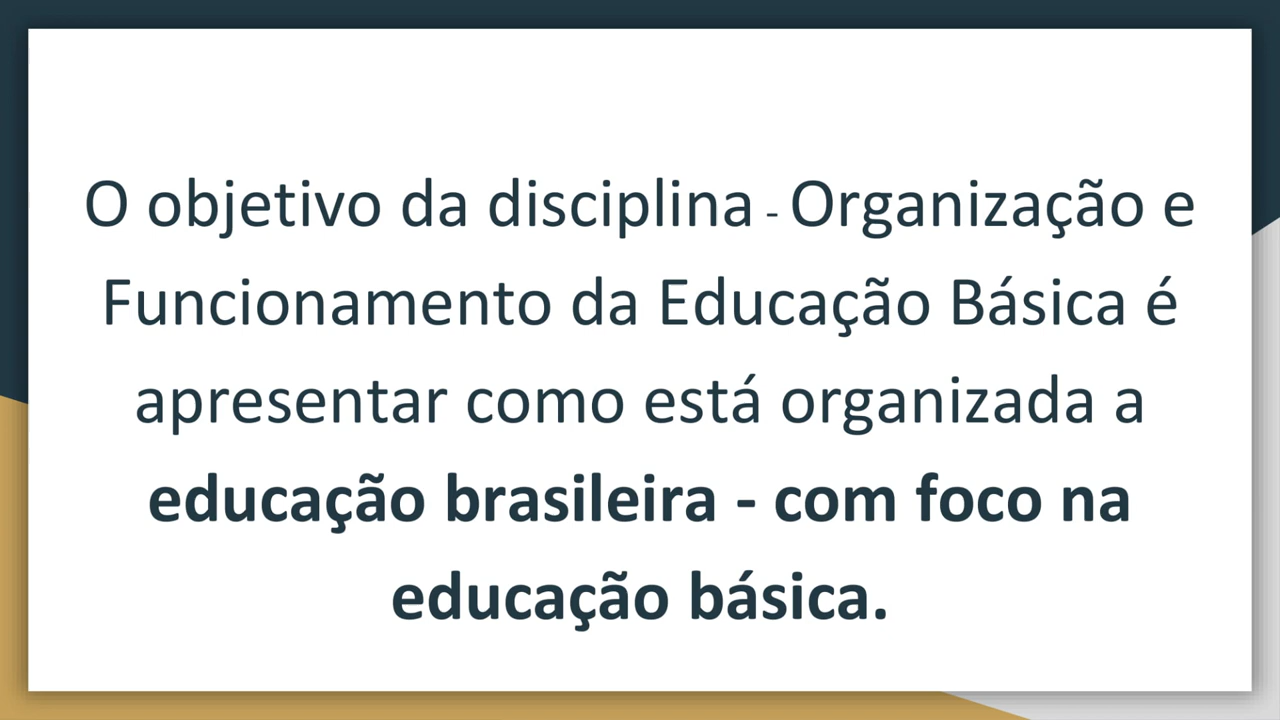 O objetivo da disciplina - Organização e
Funcionamento da Educação Básica é
apresentar como está organizada a
educação brasileira - com foco na
educação básica.